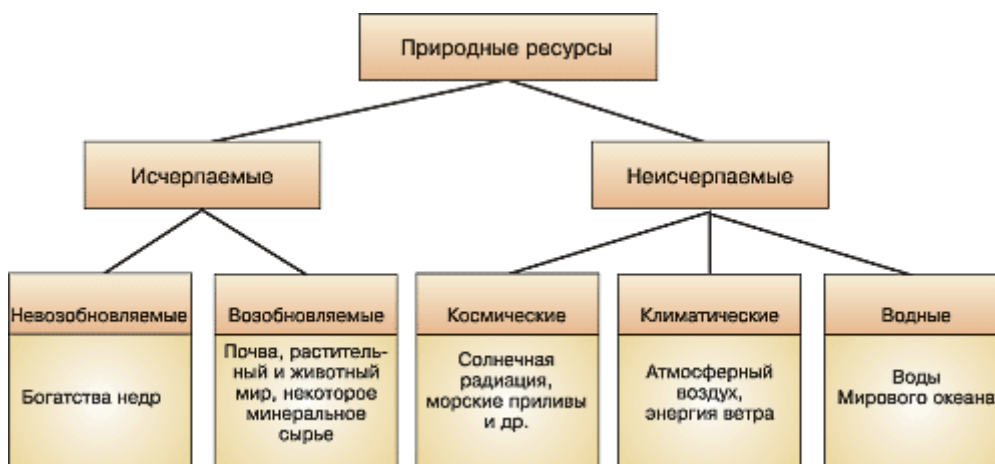 Природные ресурсы
Исчерпаемые
Неисчерпаемые
Невозобновляемые
Богатства недр
Возобновляемые
Почва, раститель-
ный и животный
мир, некоторое
минеральное
сырье
Космические
Солнечная
радиация,
морские приливы
и др.
Климатические
Атмосферный
воздух,
энергия ветра
Водные
Воды
Мирового океана